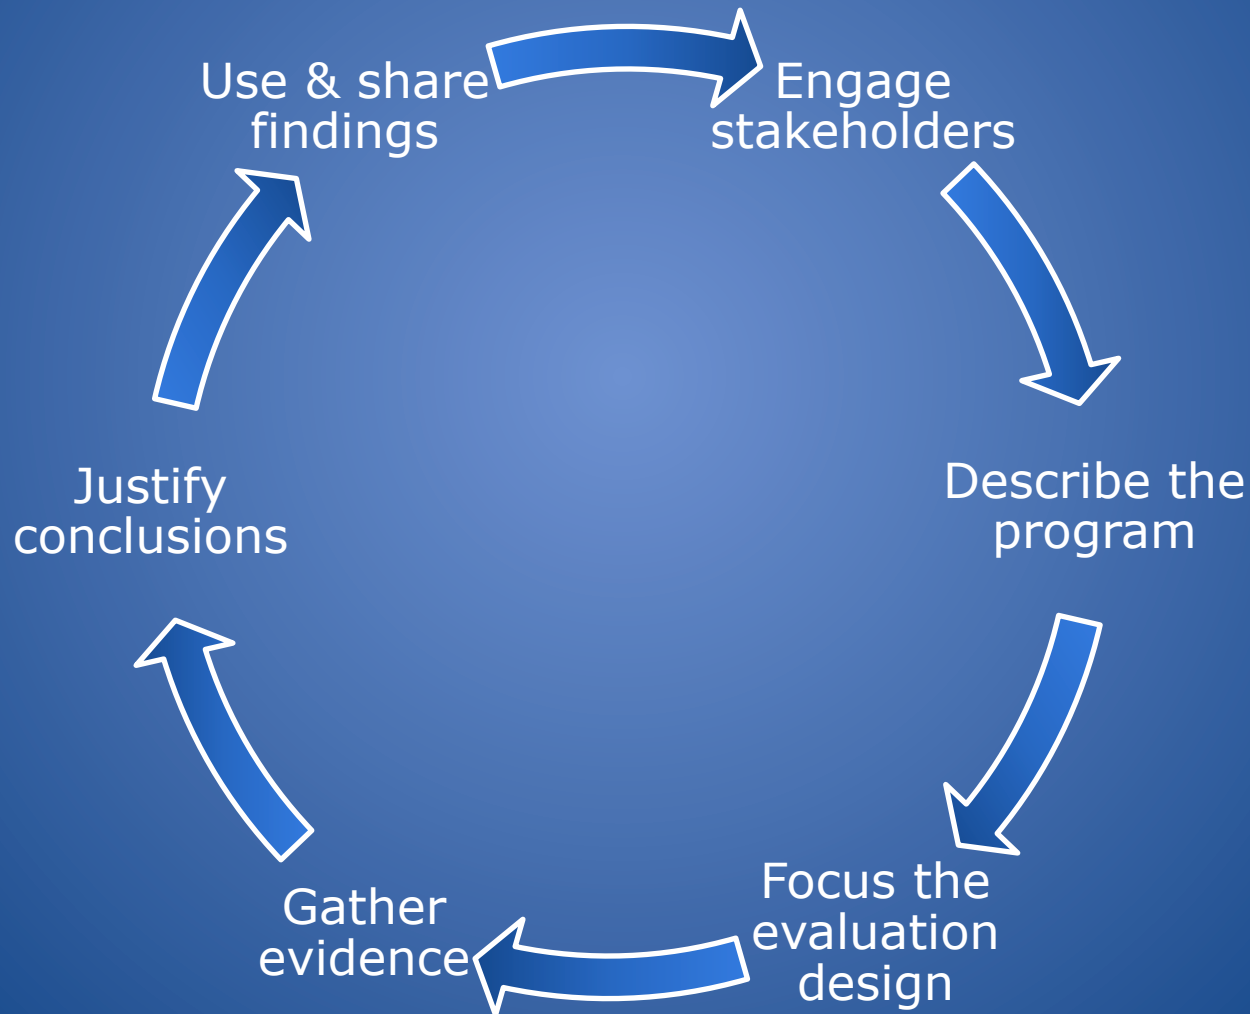 Use & share
findings
Engage
stakeholders
Describe the
program
Focus the
evaluation
design
Gather
evidence
Justify
conclusions